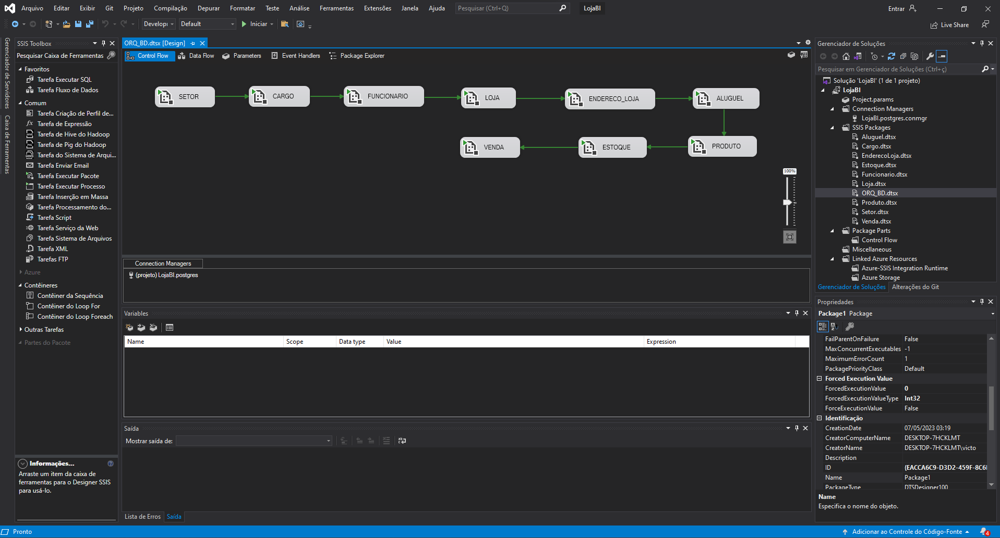 Arquivo Editar Exibir Git Projeto Compilação Depurar Formatar Teste Análise Ferramentas Extensões Janela Ajuda Pesquisar (Ctrl+Q) LojaBI Entrar
Develop Default Iniciar Live Share
Gerenciador de Servidores
Caixa de Ferramentas
SSIS Toolbox
Pesquisar Caixa de Ferramentas
Favoritos
Tarefa Executar SQL
Tarefa Fluxo de Dados
Comum
Tarefa Criação de Perfil de...
Tarefa de Expressão
Tarefa de Hive do Hadoop
Tarefa de Pig do Hadoop
Tarefa do Sistema de Arqui...
Tarefa Enviar Email
Tarefa Executar Pacote
Tarefa Executar Processo
Tarefa Inserção em Massa
Tarefa Processamento do...
Tarefa Script
Tarefa Serviço da Web
Tarefa Sistema de Arquivos
Tarefa XML
Tarefas FTP
Azure
Contêineres
Contêiner da Sequência
Contêiner do Loop For
Contêiner do Loop Foreach
Outras Tarefas
Partes do Pacote
Informações...
Arraste um item da caixa de
ferramentas para o Designer SSIS
para usá-lo.
ORQ_BD.dtsx [Design]
Control Flow Data Flow Parameters Event Handlers Package Explorer
SETOR CARGO FUNCIONARIO LOJA ENDERECO_LOJA ALUGUEL
VENDA ESTOQUE PRODUTO
100%
Connection Managers
(projeto) LojaBI.postgres
Variables
Name Scope Data type Value Expression
Saída
Mostrar saída de:
Lista de Erros Saída
Gerenciador de Soluções
Pesquisar em Gerenciador de Soluções (Ctrl+ç)
Solução 'LojaBI' (1 de 1 projeto)
LojaBI
Project.params
Connection Managers
LojaBI.postgres.conmgr
SSIS Packages
Aluguel.dtsx
Cargo.dtsx
EnderecoLoja.dtsx
Estoque.dtsx
Funcionario.dtsx
Loja.dtsx
ORQ_BD.dtsx
Produto.dtsx
Setor.dtsx
Venda.dtsx
Package Parts
Control Flow
Miscellaneous
Linked Azure Resources
Azure-SSIS Integration Runtime
Azure Storage
Gerenciador de Soluções Alterações do Git
Propriedades
Package1 Package
FailParentOnFailure False
MaxConcurrentExecutables -1
MaximumErrorCount 1
PackagePriorityClass Default
Forced Execution Value
ForcedExecutionValue 0
ForcedExecutionValueType Int32
ForceExecutionValue False
Identificação
CreationDate 07/05/2023 03:19
CreatorComputerName DESKTOP-7HCKLMT
CreatorName DESKTOP-7HCKLMT\victo
Description
ID {EACCA6C9-D3D2-459F-8C6
Name Package1
PackageType DTSDesigner100
Name
Especifica o nome do objeto.
Pronto Adicionar ao Controle do Código-Fonte 4